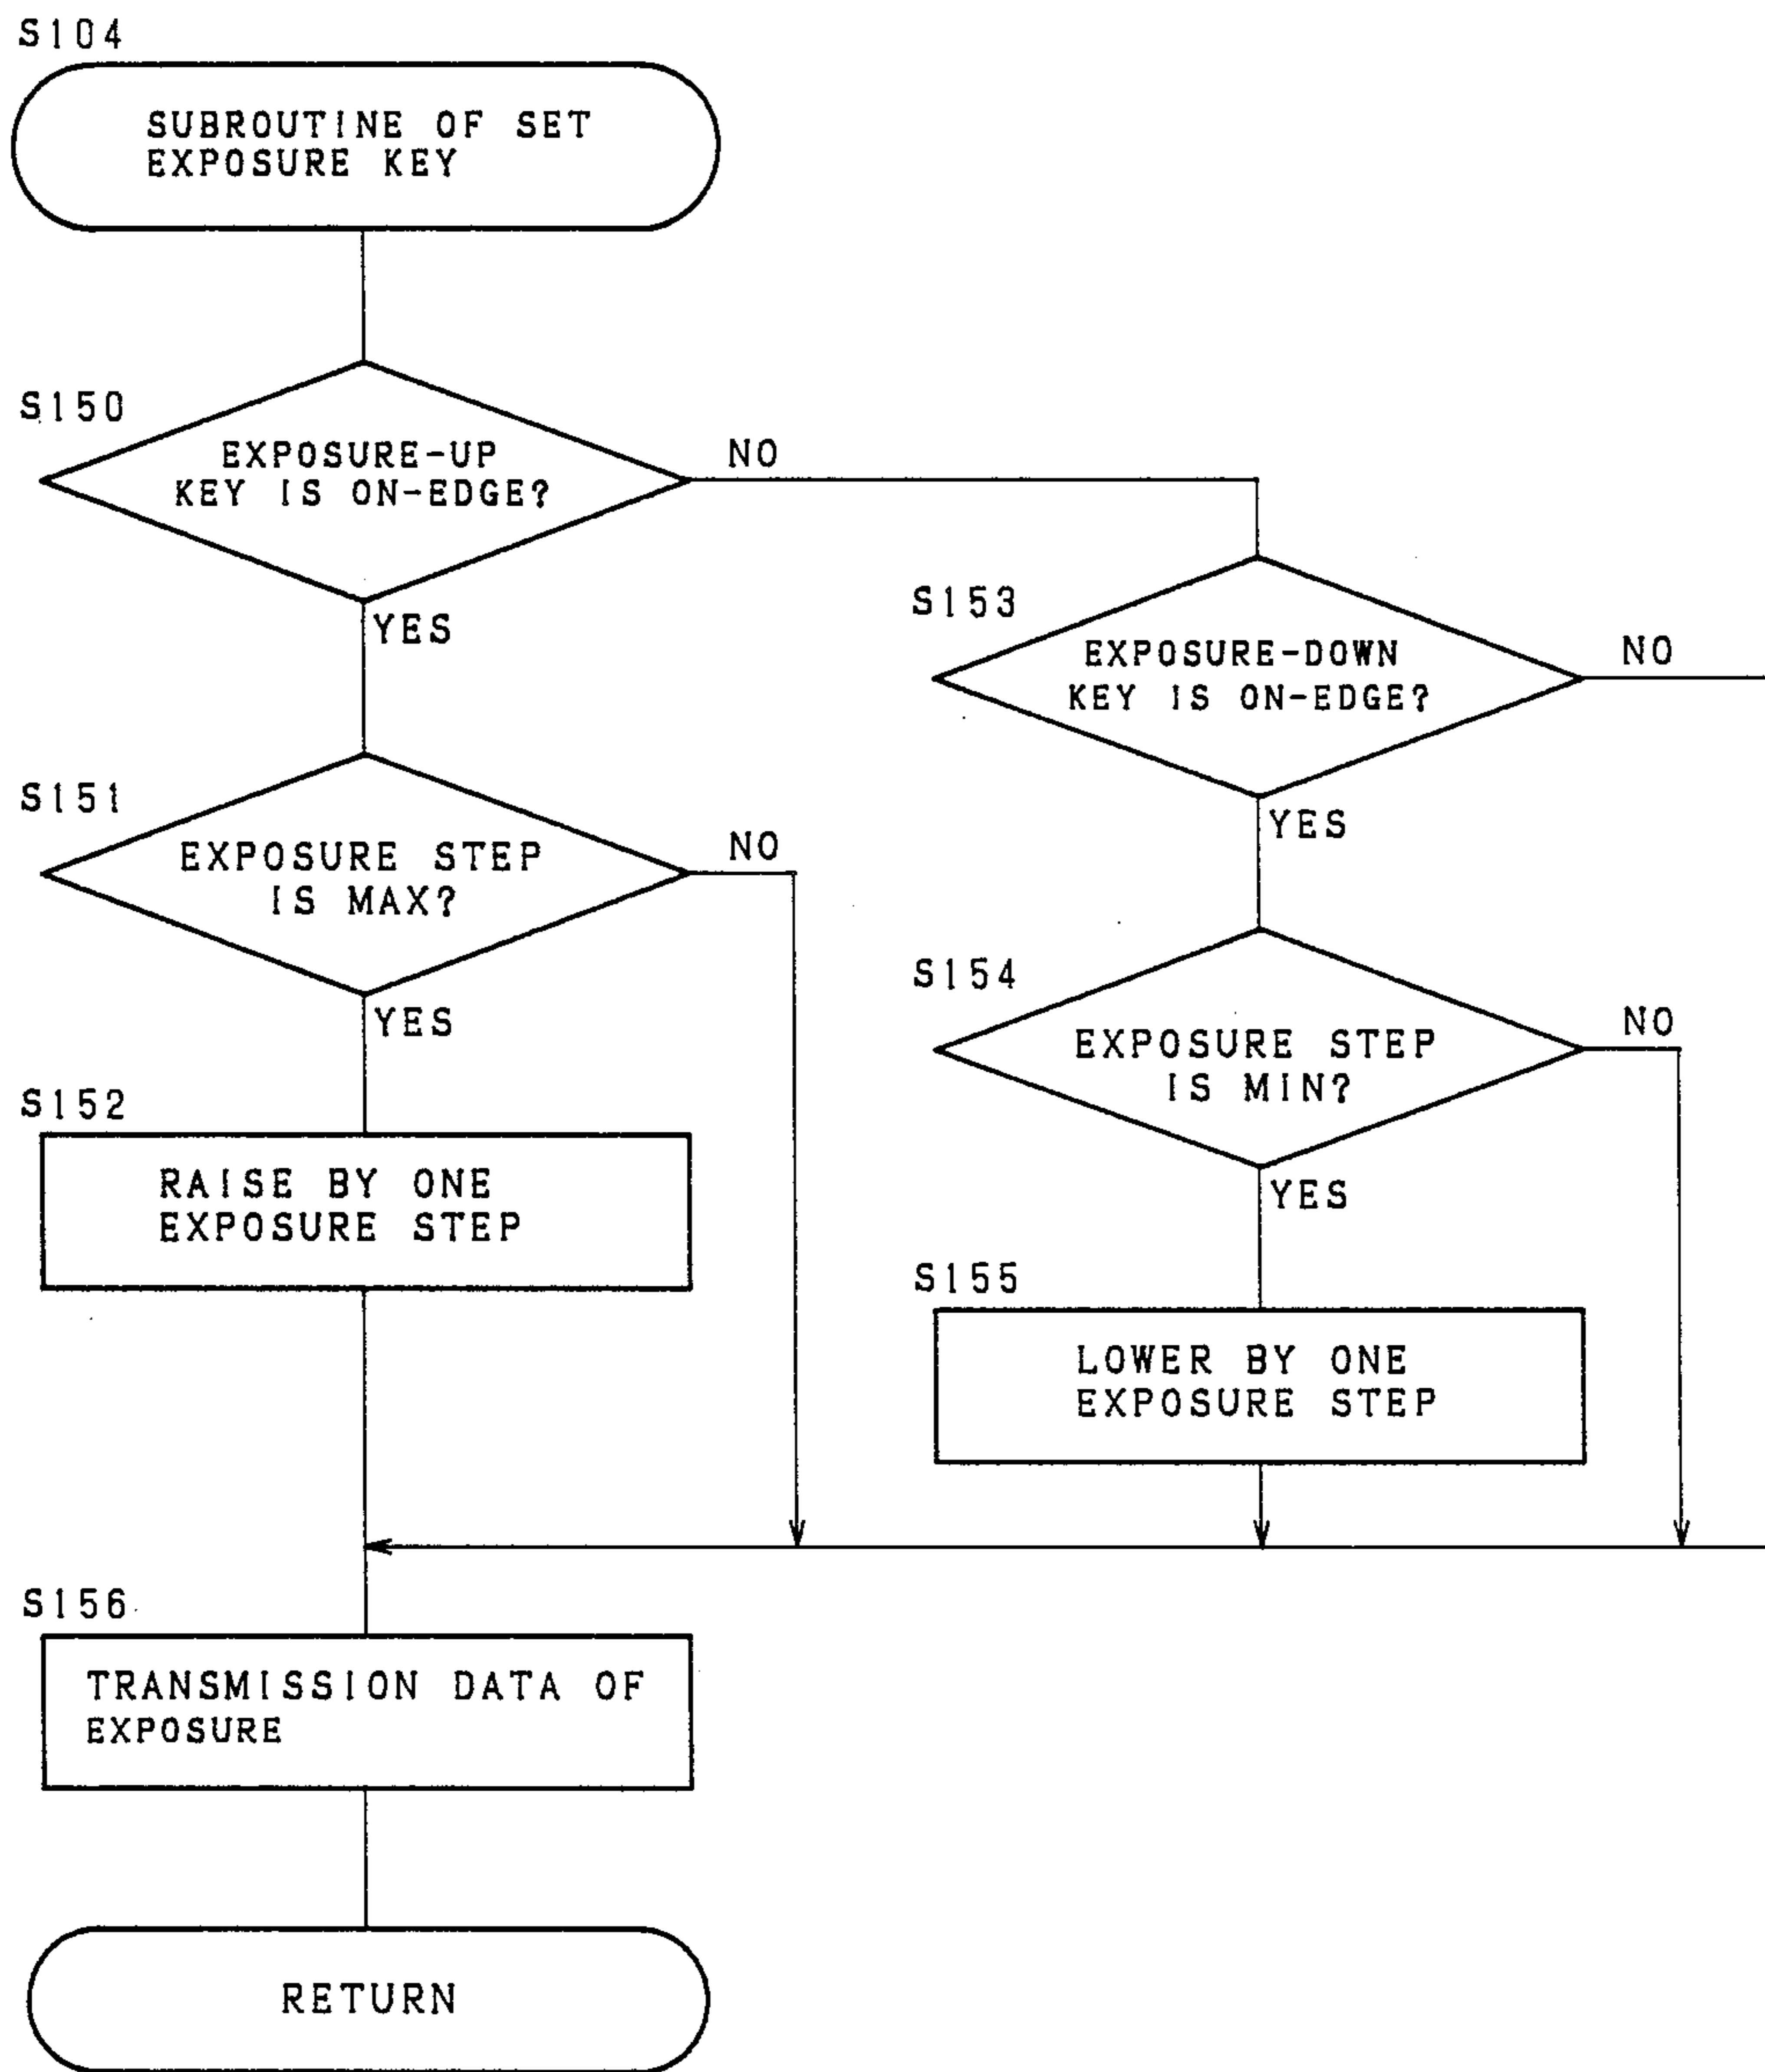 S104
SUBROUTINE OF SET
EXPOSURE KEY
S150
EXPOSURE-UP
KEY IS ON-EDGE?
NO
YES
S151
EXPOSURE STEP
IS MAX?
NO
YES
S152
RAISE BY ONE
EXPOSURE STEP
S153
EXPOSURE-DOWN
KEY IS ON-EDGE?
NO
YES
S154
EXPOSURE STEP
IS MIN?
NO
YES
S155
LOWER BY ONE
EXPOSURE STEP
S156
TRANSMISSION DATA OF
EXPOSURE
RETURN